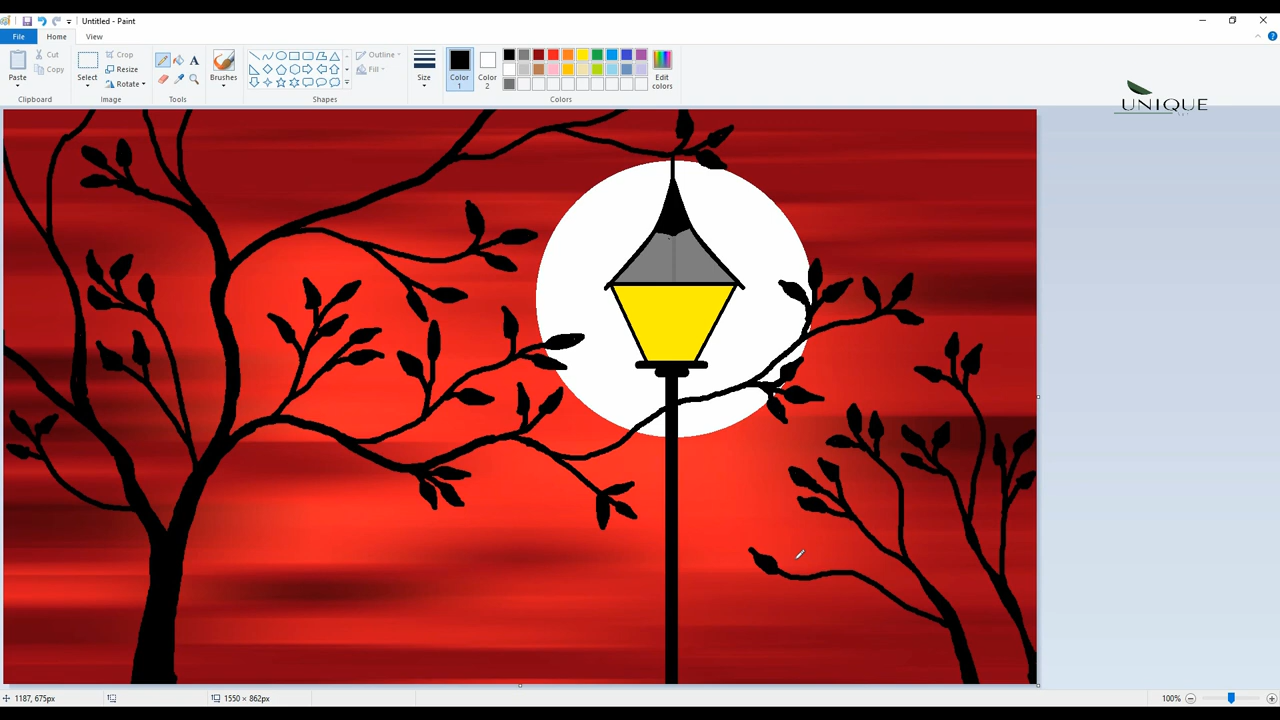 Untitled - Paint
File
Home
View
Paste
Cut
Copy
Clipboard
Select
Crop
Resize
Rotate
Image
A
Tools
Brushes
Outline
Fill
Shapes
Size
Color
1
Color
2
Edit
colors
Colors
UNIQUE
1187, 675px
1550 × 862px
100%